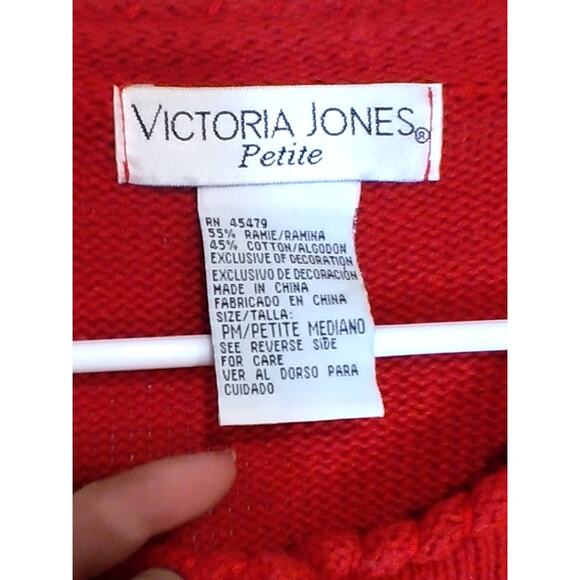 VICTORIA JONES®
Petite
RN 45479
55% RAMIE/RAMINA
45% COTTON/ALGODON
EXCLUSIVE OF DECORATION
EXCLUSIVO DE DECORACIÓN
MADE IN CHINA
FABRICADO EN CHINA
SIZE/TALLA:
PM/PETITE MEDIANO
SEE REVERSE SIDE
FOR CARE
VER AL DORSO PARA
CUIDADO